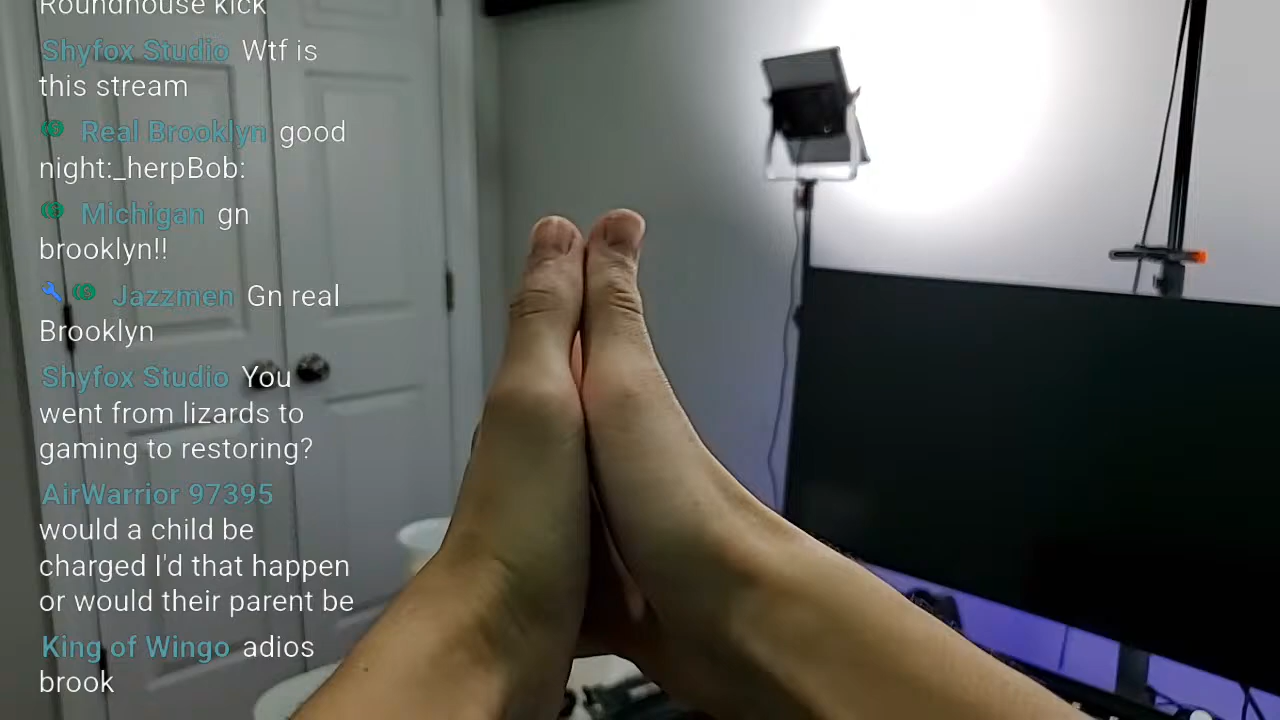 Roundhouse kick
Shyfox Studio Wtf is
this stream
Real Brooklyn good
night:_herpBob:
Michigan gn
brooklyn!!
Jazzmen Gn real
Brooklyn
Shyfox Studio You
went from lizards to
gaming to restoring?
AirWarrior 97395
would a child be
charged I'd that happen
or would their parent be
King of Wingo adios
brook